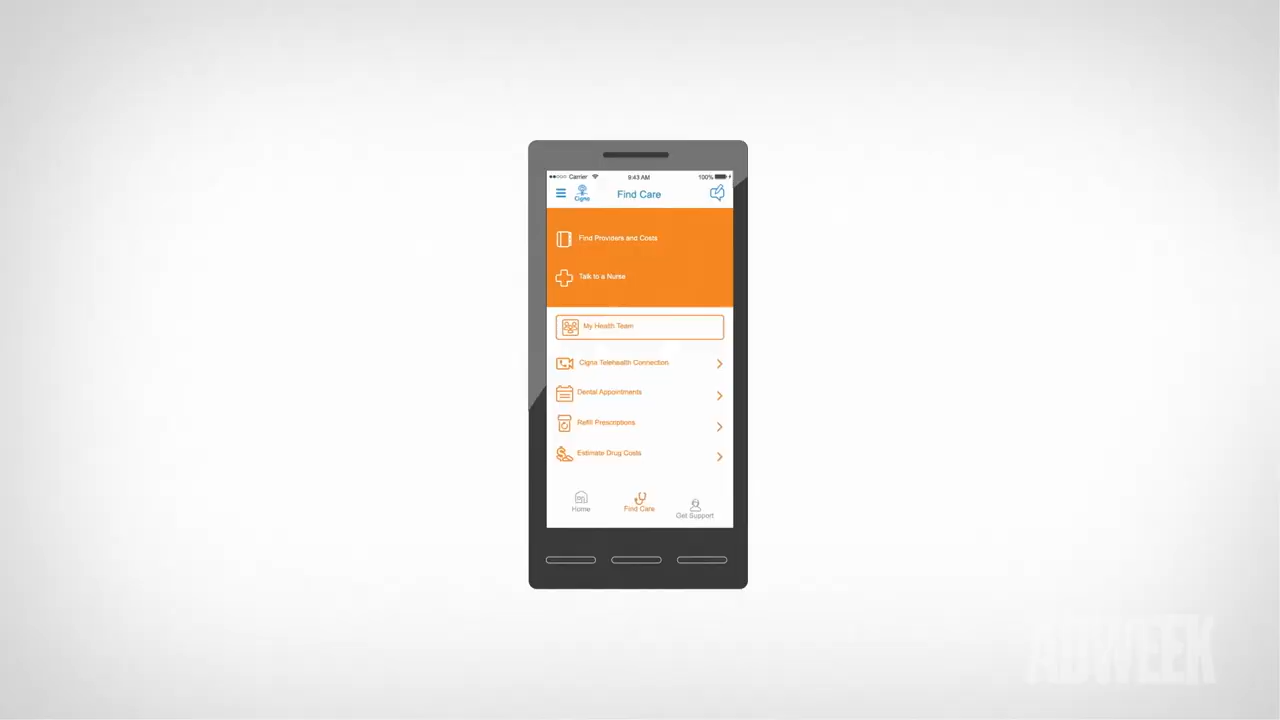 Carrier 9:43 AM 100%
Cigna
Find Care
Find Providers and Costs
Talk to a Nurse
My Health Team
Cigna Telehealth Connection
Dental Appointments
Refill Prescriptions
Estimate Drug Costs
Home Find Care Get Support
ADWEEK